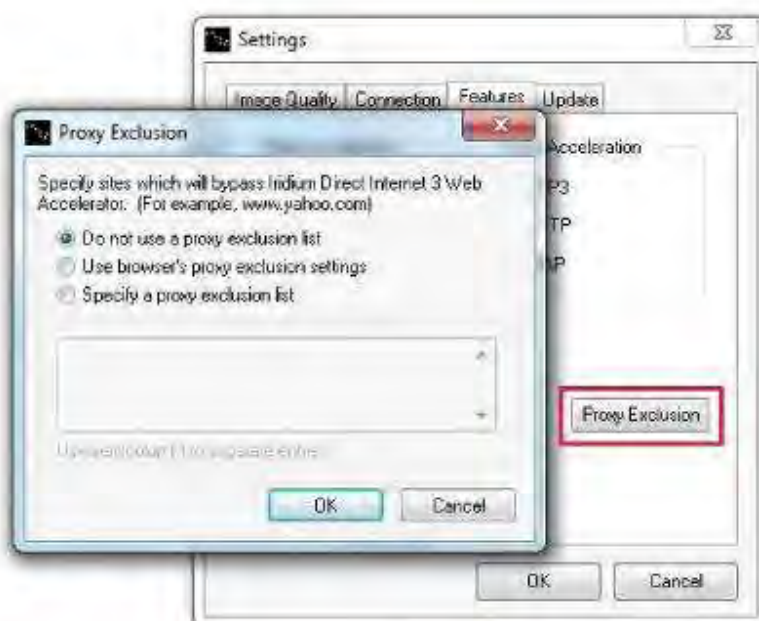 Settings
Image Quality Connection Features Update
Proxy Exclusion
Acceleration
Specify sites which will bypass Iridium Direct Internet 3 Web
Accelerator. (For example, www.yahoo.com)
P3
TP
AP
Do not use a proxy exclusion list
Use browser's proxy exclusion settings
Specify a proxy exclusion list
Proxy Exclusion
to separate
OK Cancel
OK Cancel